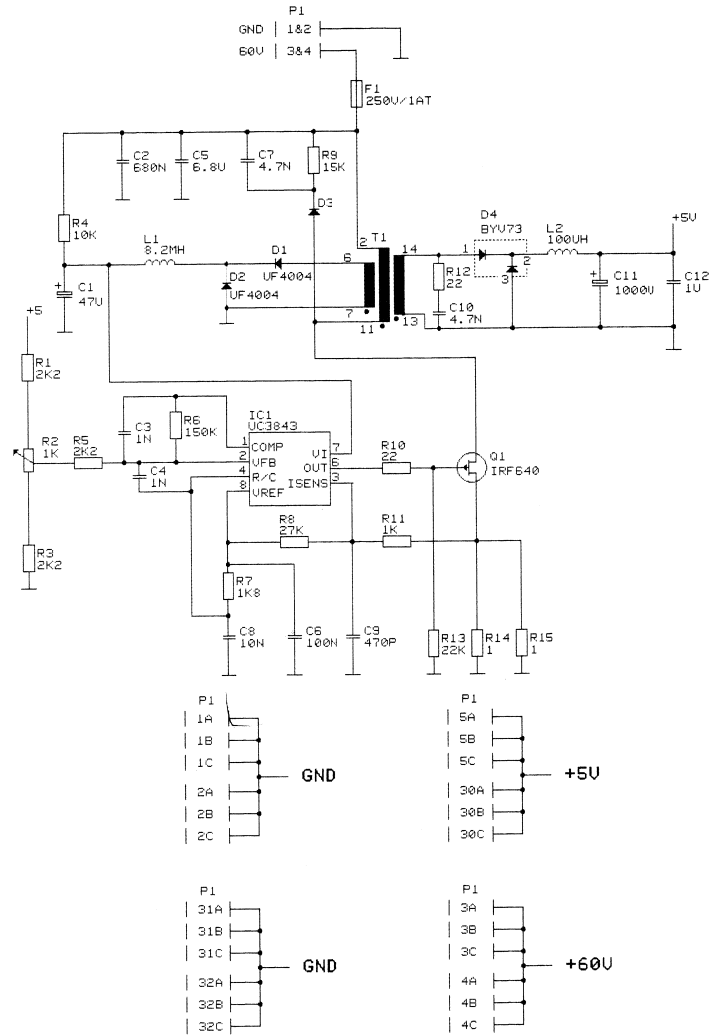 P1
GND | 1&2
60V | 3&4
F1
250V/1AT
C2
680N
C5
6.8U
C7
4.7N
R9
15K
D3
R4
10K
L1
8.2MH
D1
UF4004
D2
UF4004
2
T1
6
7
11
14
13
R12
22
C10
4.7N
D4
BYV73
1
2
3
L2
100UH
+5V
+
C11
1000U
C12
1U
+
C1
47U
+5
R1
2K2
R2
1K
R5
2K2
R3
2K2
C3
1N
R6
150K
C4
1N
IC1
UC3843
1 COMP
2 VFB
4 R/C
8 VREF
VI 7
OUT 6
ISENS 3
R10
22
Q1
IRF640
R8
27K
R11
1K
R7
1K8
C8
10N
C6
100N
C9
470P
R13
22K
R14
1
R15
1
P1
1A
1B
1C
2A
2B
2C
GND
P1
5A
5B
5C
30A
30B
30C
+5V
P1
31A
31B
31C
32A
32B
32C
GND
P1
3A
3B
3C
4A
4B
4C
+60V